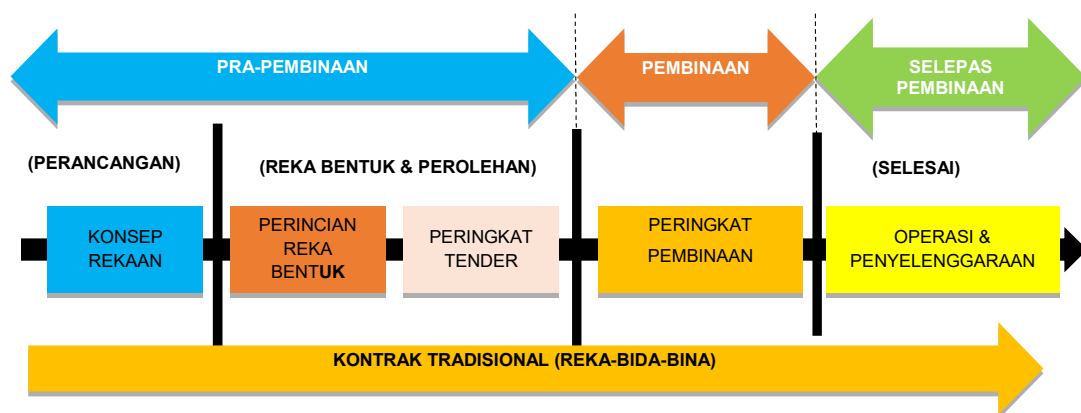 PRA-PEMBINAAN
PEMBINAAN
SELEPAS
PEMBINAAN
(PERANCANGAN)
(REKA BENTUK & PEROLEHAN)
(SELESAI)
KONSEP
REKAAN
PERINCIAN
REKA
BENTUK
PERINGKAT
TENDER
PERINGKAT
PEMBINAAN
OPERASI &
PENYELENGGARAAN
KONTRAK TRADISIONAL (REKA-BIDA-BINA)